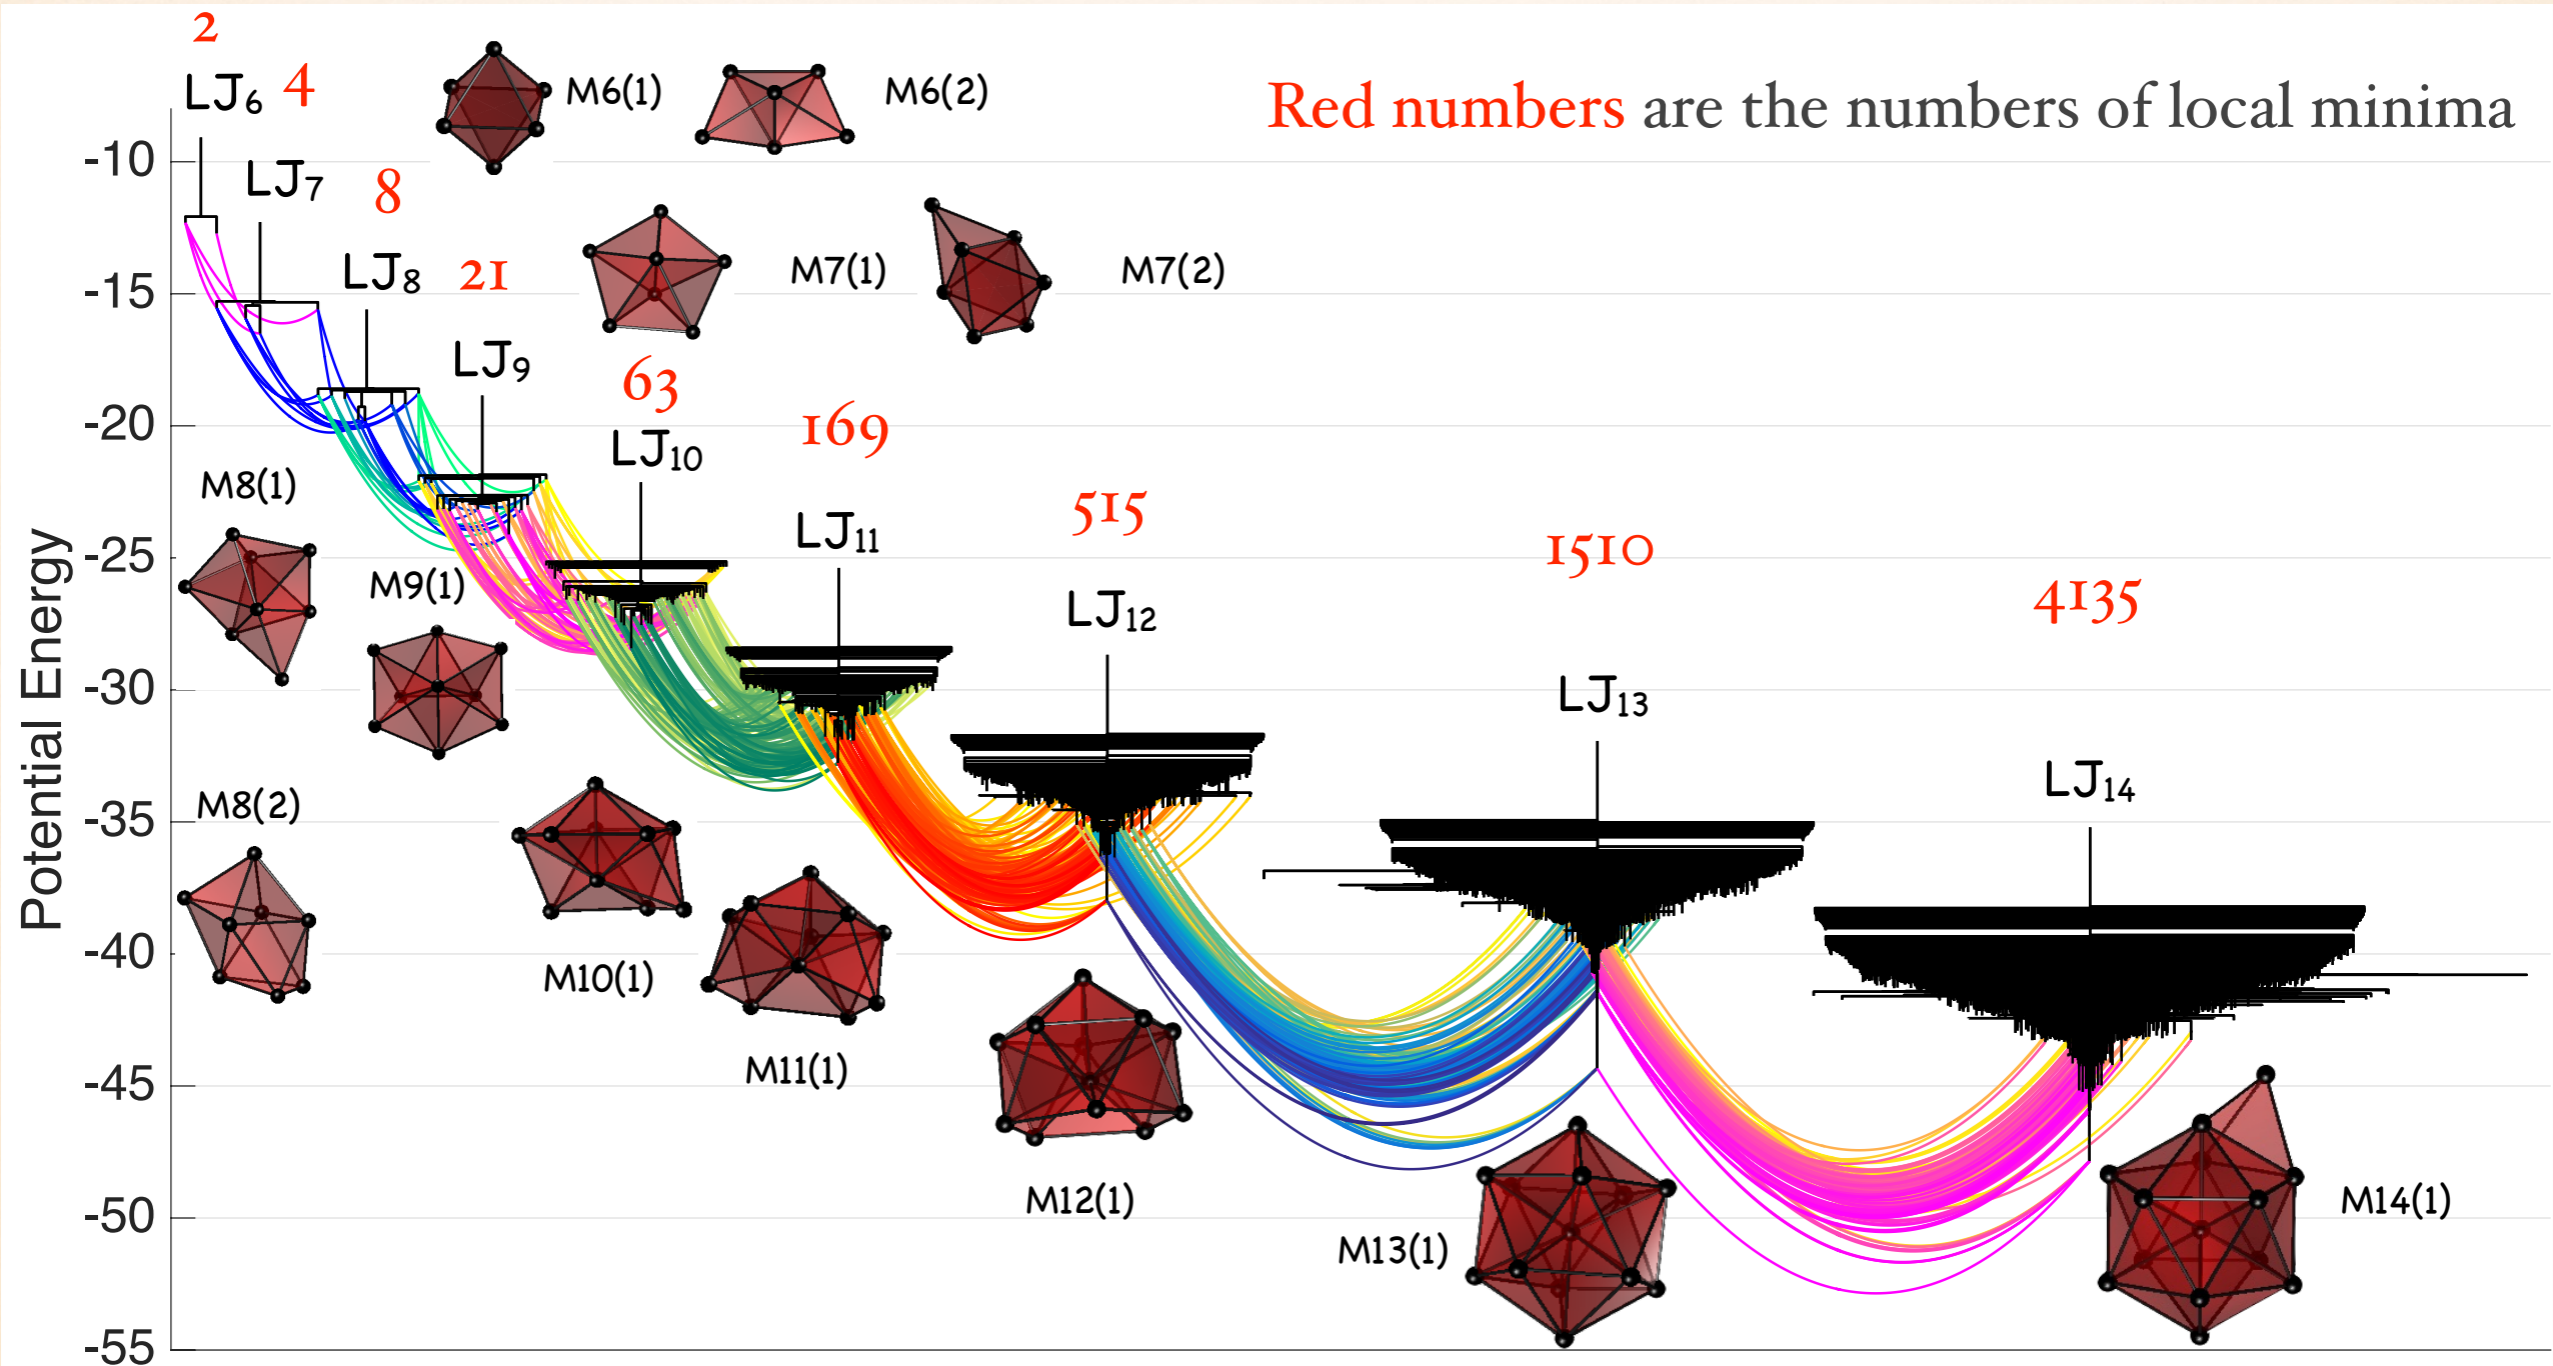 2
LJ6 4
M6(1) M6(2)
Red numbers are the numbers of local minima
-10
LJ7 8
-15
LJ8 21
M7(1) M7(2)
LJ9 63
-20
LJ10 169
M8(1)
515
LJ11
-25
1510
M9(1)
LJ12
4135
-30
LJ13
LJ14
M8(2)
-35
Potential Energy
-40
M10(1)
M11(1)
-45
M12(1)
-50
M14(1)
M13(1)
-55